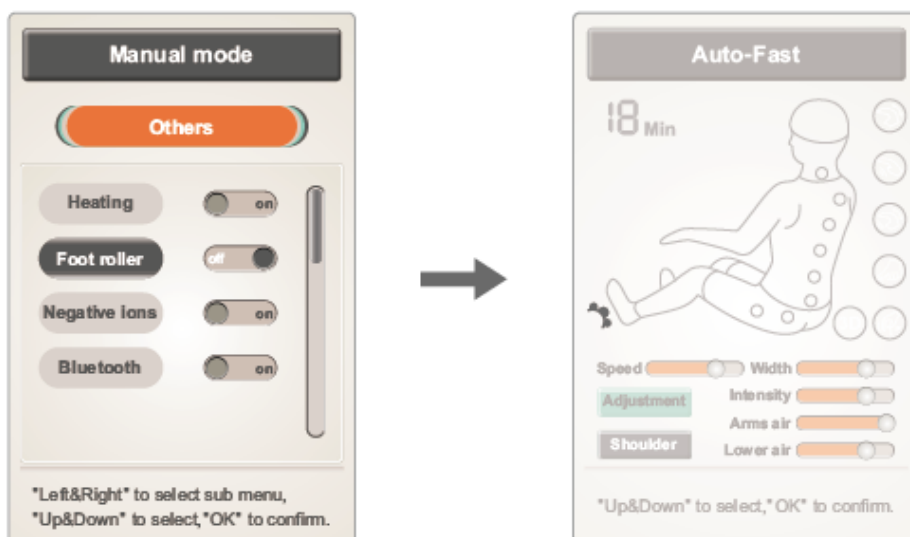 Manual mode
Others
Heating on
Foot roller off
Negative ions on
Bluetooth on
"Left&Right" to select sub menu,
"Up&Down" to select,"OK" to confirm.
Auto-Fast
18 Min
Speed Width
Adjustment Intensity
Arms air
Shoulder Lower air
"Up&Down" to select,"OK" to confirm.